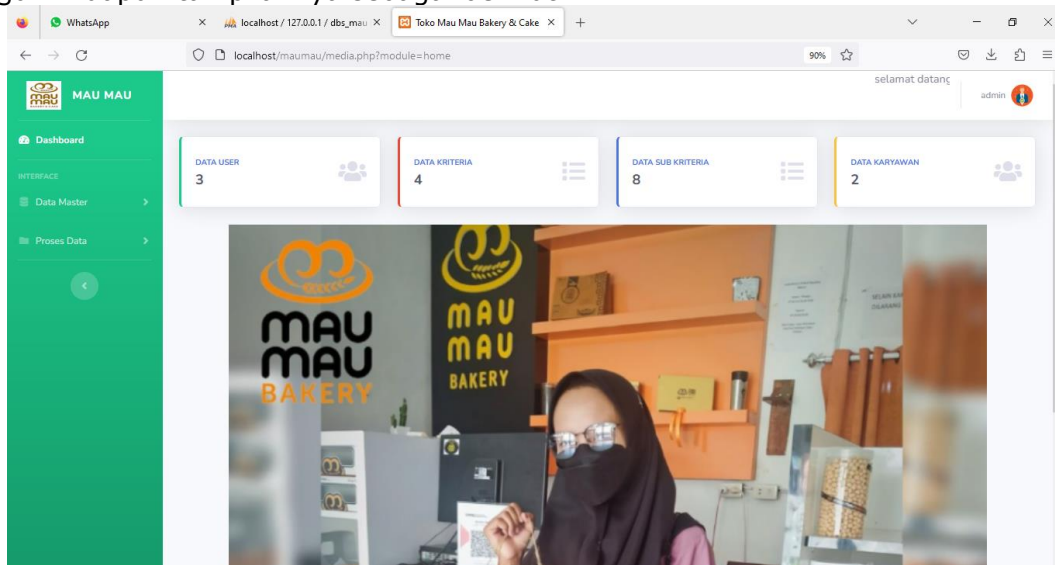 WhatsApp
localhost / 127.0.0.1 / dbs_mau
Toko Mau Mau Bakery & Cake
localhost/maumau/media.php?module=home
90%
MAU MAU
selamat datang
admin
Dashboard
INTERFACE
Data Master
Proses Data
DATA USER
3
DATA KRITERIA
4
DATA SUB KRITERIA
8
DATA KARYAWAN
2
MAU
MAU
BAKERY
MAU
MAU
BAKERY